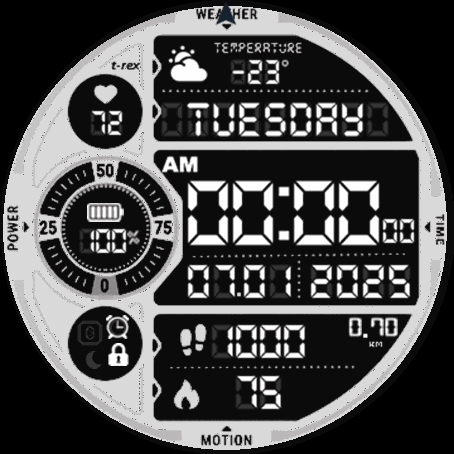 WEATHER
t-rex
TEMPERATURE
-23°
72
TUESDAY
AM
00:00 00
07.01 2025
POWER
50
25
75
100%
0
TIME
1000
0.70
KM
75
MOTION